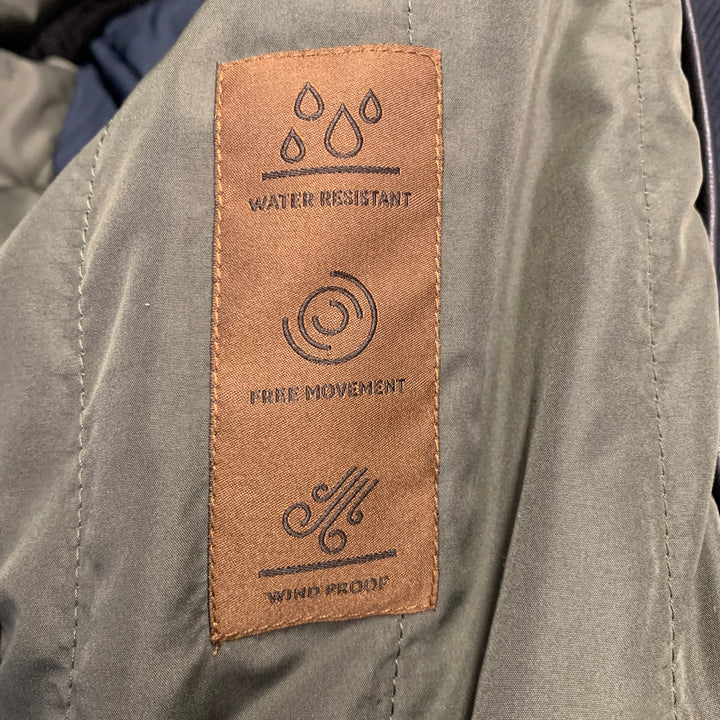 WATER RESISTANT
FREE MOVEMENT
WIND PROOF